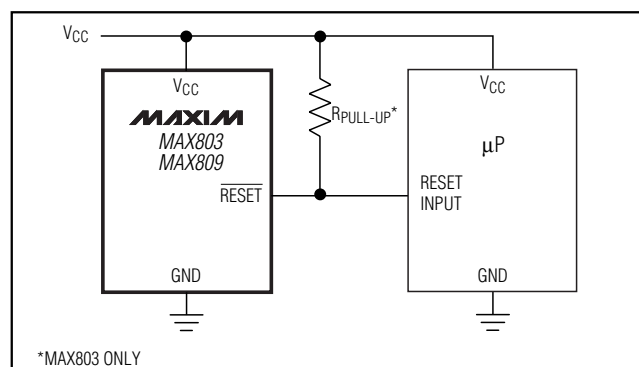 VCC
VCC
MAXIM
MAX803
MAX809
RESET
GND
RPULL-UP*
VCC
μP
RESET
INPUT
GND
*MAX803 ONLY